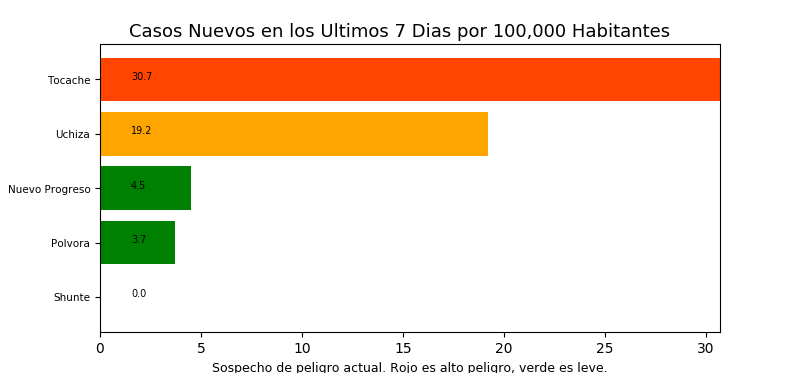 Casos Nuevos en los Ultimos 7 Dias por 100,000 Habitantes
Tocache 30.7
Uchiza 19.2
Nuevo Progreso 4.5
Polvora 3.7
Shunte 0.0
0 5 10 15 20 25 30
Sospecho de peligro actual. Rojo es alto peligro, verde es leve.